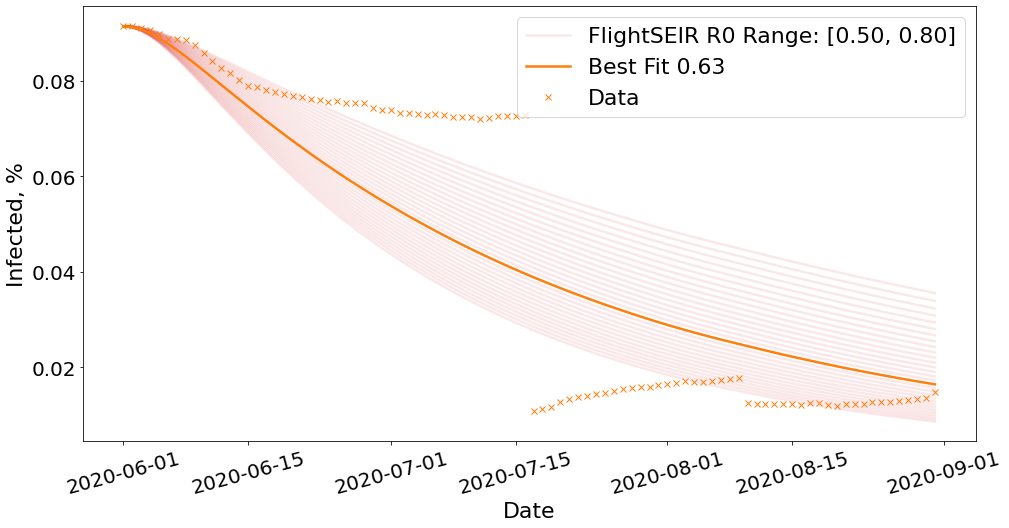 FlightSEIR R0 Range: [0.50, 0.80]
Best Fit 0.63
Data
Infected, %
0.08
0.06
0.04
0.02
2020-06-01
2020-06-15
2020-07-01
2020-07-15
2020-08-01
2020-08-15
2020-09-01
Date